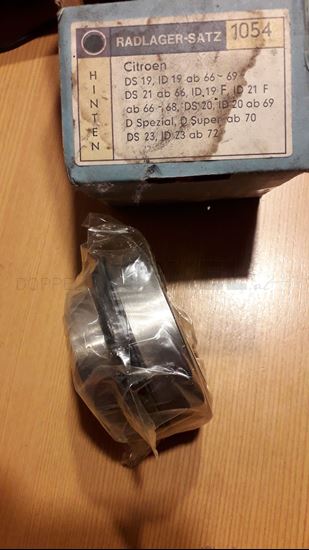 RADLAGER-SATZ 1054
HINTEN
Citroen
DS 19, ID 19 ab 66 - 69
DS 21 ab 66, ID 19 F, ID 21 F
ab 66 - 68, DS 20, ID 20 ab 69
D Spezial, D Super ab 70
DS 23, ID 23 ab 72